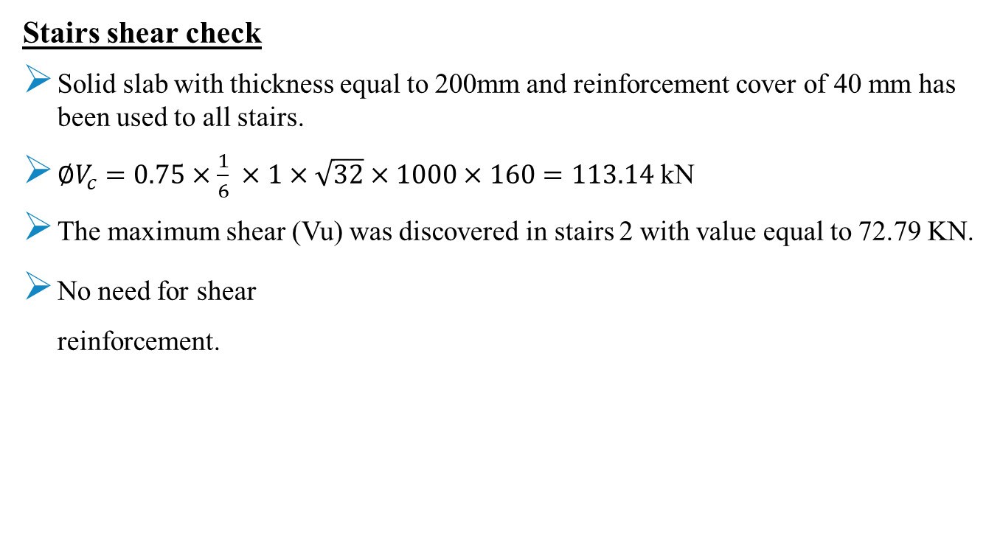 Stairs shear check
Solid slab with thickness equal to 200mm and reinforcement cover of 40 mm has
been used to all stairs.
∅V_c = 0.75 × 1/6 × 1 × √32 × 1000 × 160 = 113.14 kN
The maximum shear (Vu) was discovered in stairs 2 with value equal to 72.79 KN.
No need for shear
reinforcement.